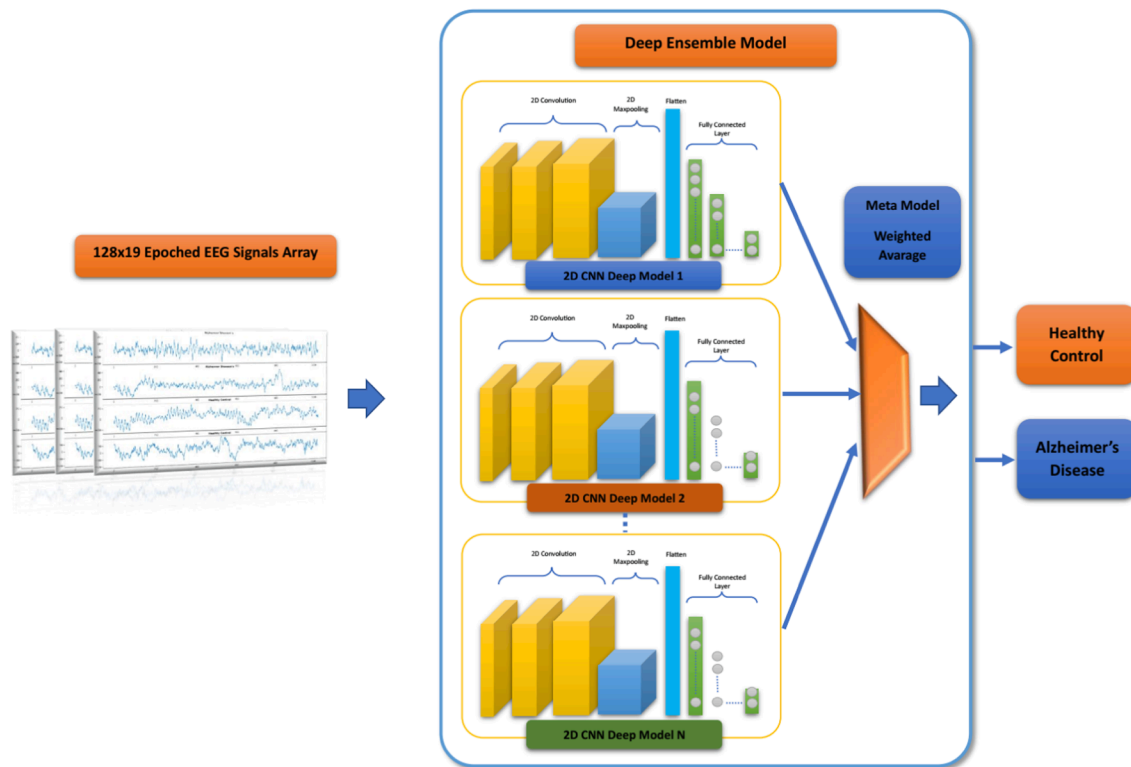 Deep Ensemble Model
128x19 Epoched EEG Signals Array
2D Convolution
2D
Maxpooling
Flatten
Fully Connected
Layer
2D CNN Deep Model 1
2D Convolution
2D
Maxpooling
Flatten
Fully Connected
Layer
2D CNN Deep Model 2
2D Convolution
2D
Maxpooling
Flatten
Fully Connected
Layer
2D CNN Deep Model N
Meta Model
Weighted
Avarage
Healthy
Control
Alzheimer's
Disease